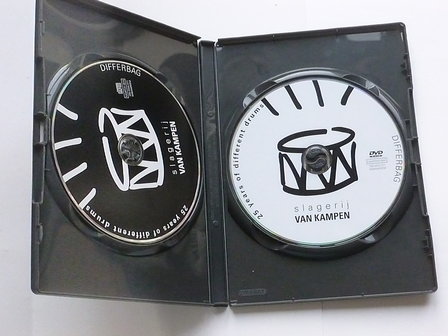 DIFFERBAG
slagerij
VAN KAMPEN
25 years of different drums
25 years of different drums
DVD
DIFFERBAG
slagerij
VAN KAMPEN